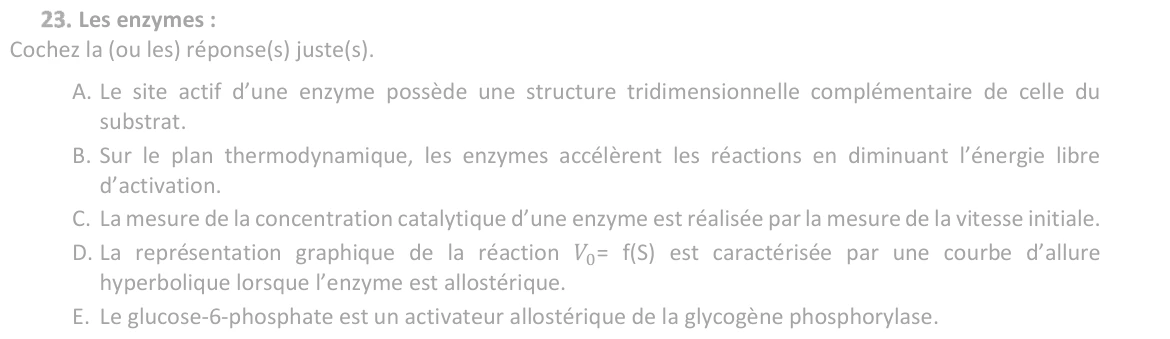 23. Les enzymes :
Cochez la (ou les) réponse(s) juste(s).
A. Le site actif d’une enzyme possède une structure tridimensionnelle complémentaire de celle du
substrat.
B. Sur le plan thermodynamique, les enzymes accélèrent les réactions en diminuant l’énergie libre
d’activation.
C. La mesure de la concentration catalytique d’une enzyme est réalisée par la mesure de la vitesse initiale.
D. La représentation graphique de la réaction V₀= f(S) est caractérisée par une courbe d’allure
hyperbolique lorsque l’enzyme est allostérique.
E. Le glucose-6-phosphate est un activateur allostérique de la glycogène phosphorylase.